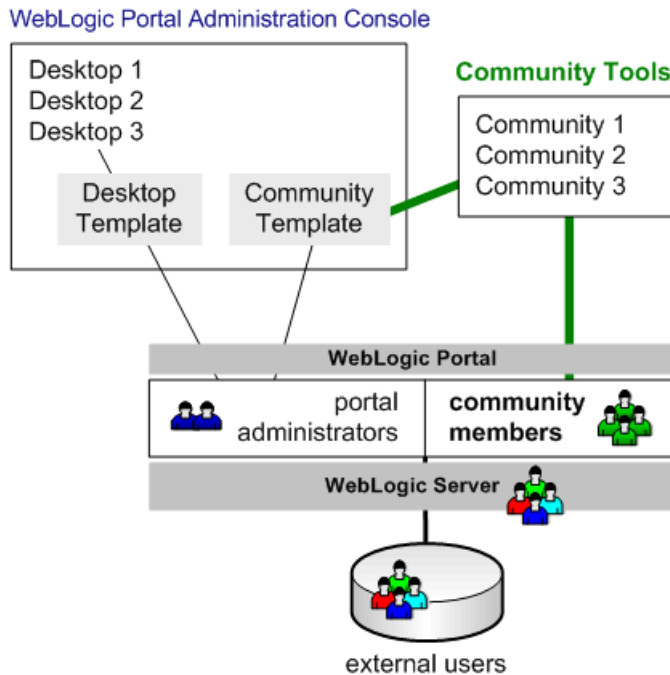 WebLogic Portal Administration Console
Desktop 1
Desktop 2
Desktop 3
Desktop
Template
Community
Template
Community Tools
Community 1
Community 2
Community 3
WebLogic Portal
portal
administrators
community
members
WebLogic Server
external users